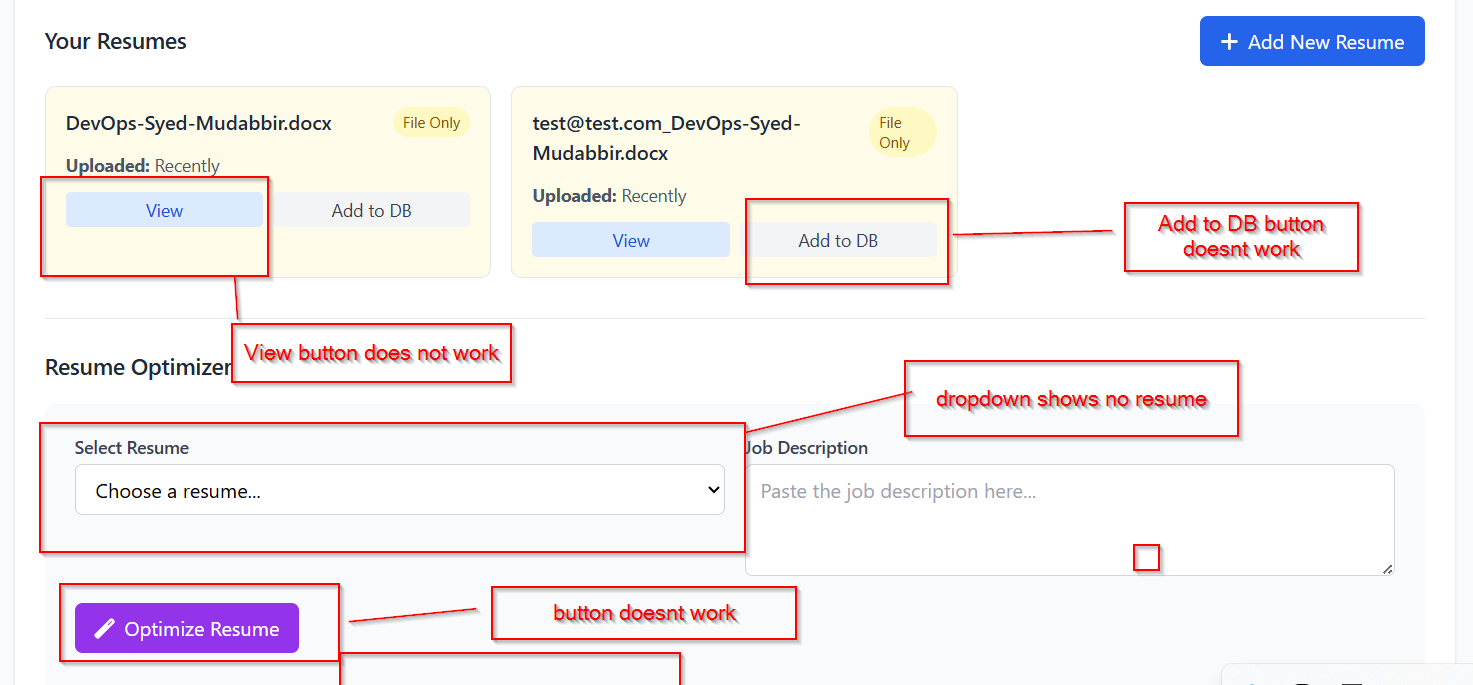 Your Resumes
+ Add New Resume
DevOps-Syed-Mudabbir.docx
File Only
Uploaded: Recently
View
Add to DB
test@test.com_DevOps-Syed-
Mudabbir.docx
File
Only
Uploaded: Recently
View
Add to DB
Add to DB button
doesnt work
View button does not work
Resume Optimizer
dropdown shows no resume
Select Resume
Choose a resume...
Job Description
Paste the job description here...
button doesnt work
Optimize Resume